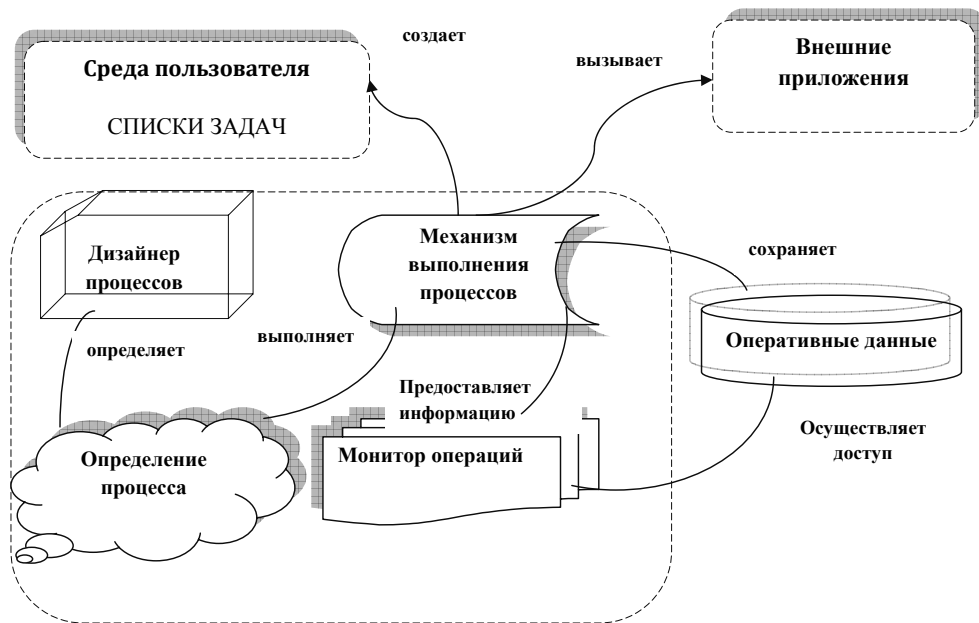 создает
Среда пользователя
СПИСКИ ЗАДАЧ
вызывает
Внешние
приложения
Дизайнер
процессов
Механизм
выполнения
процессов
сохраняет
определяет
выполняет
Оперативные данные
Предоставляет
информацию
Осуществляет
доступ
Определение
процесса
Монитор операций